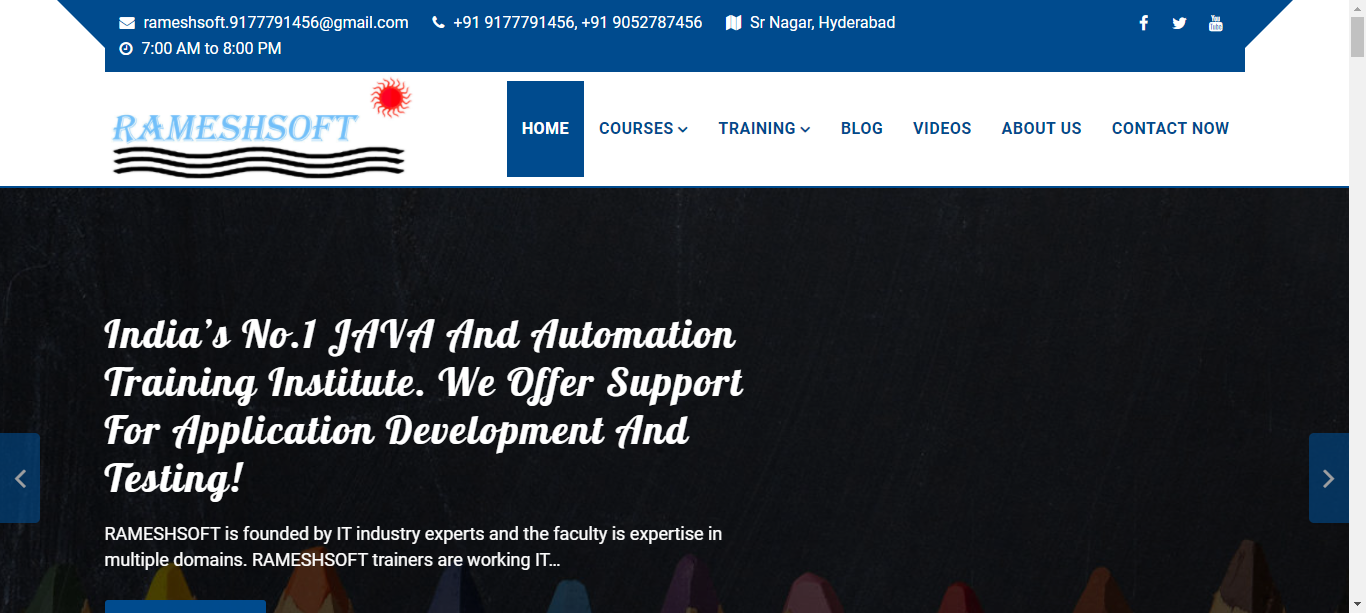 rameshsoft.9177791456@gmail.com +91 9177791456, +91 9052787456 Sr Nagar, Hyderabad
7:00 AM to 8:00 PM
RAMESHSOFT
HOME COURSES TRAINING BLOG VIDEOS ABOUT US CONTACT NOW
India's No.1 JAVA And Automation
Training Institute. We Offer Support
For Application Development And
Testing!
RAMESHSOFT is founded by IT industry experts and the faculty is expertise in
multiple domains. RAMESHSOFT trainers are working IT...